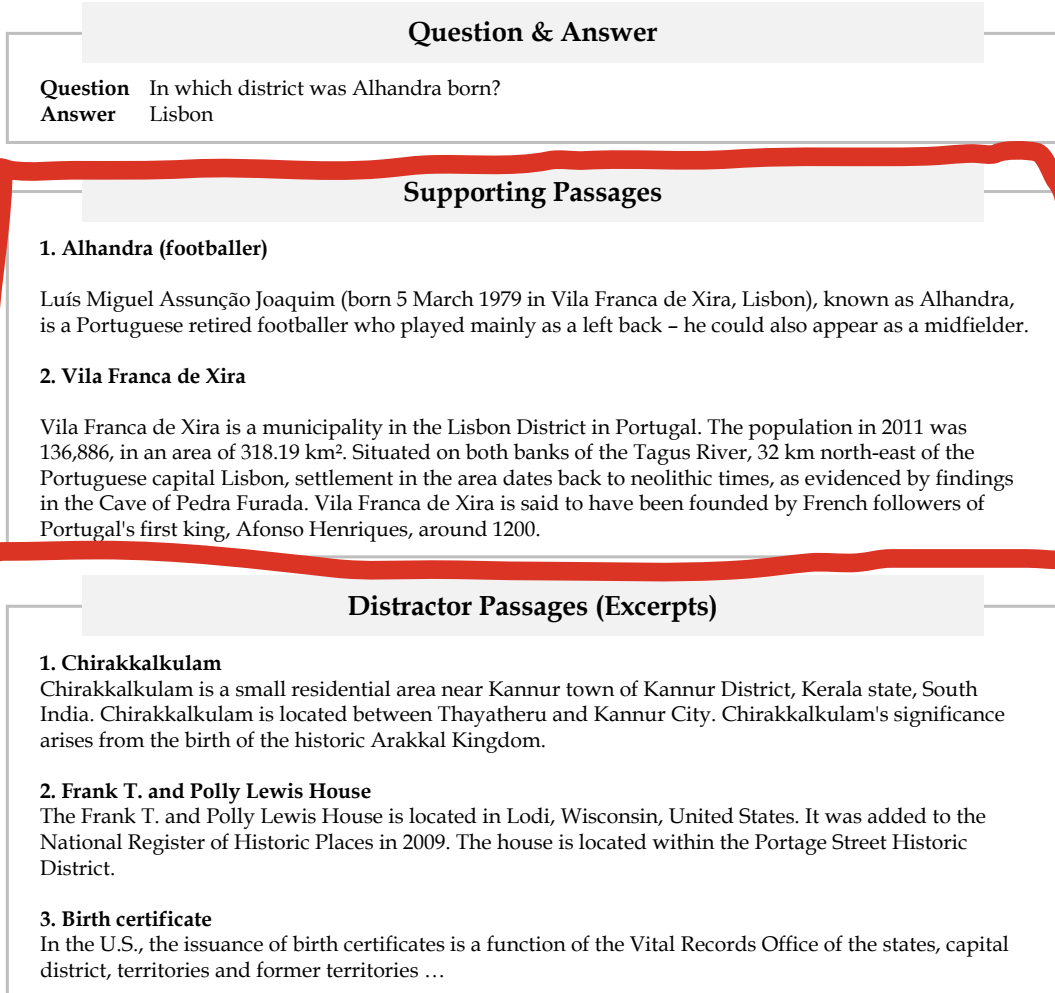 Question & Answer
Question In which district was Alhandra born?
Answer Lisbon
Supporting Passages
1. Alhandra (footballer)
Luís Miguel Assunção Joaquim (born 5 March 1979 in Vila Franca de Xira, Lisbon), known as Alhandra,
is a Portuguese retired footballer who played mainly as a left back – he could also appear as a midfielder.
2. Vila Franca de Xira
Vila Franca de Xira is a municipality in the Lisbon District in Portugal. The population in 2011 was
136,886, in an area of 318.19 km². Situated on both banks of the Tagus River, 32 km north-east of the
Portuguese capital Lisbon, settlement in the area dates back to neolithic times, as evidenced by findings
in the Cave of Pedra Furada. Vila Franca de Xira is said to have been founded by French followers of
Portugal's first king, Afonso Henriques, around 1200.
Distractor Passages (Excerpts)
1. Chirakkalkulam
Chirakkalkulam is a small residential area near Kannur town of Kannur District, Kerala state, South
India. Chirakkalkulam is located between Thayatheru and Kannur City. Chirakkalkulam's significance
arises from the birth of the historic Arakkal Kingdom.
2. Frank T. and Polly Lewis House
The Frank T. and Polly Lewis House is located in Lodi, Wisconsin, United States. It was added to the
National Register of Historic Places in 2009. The house is located within the Portage Street Historic
District.
3. Birth certificate
In the U.S., the issuance of birth certificates is a function of the Vital Records Office of the states, capital
district, territories and former territories …